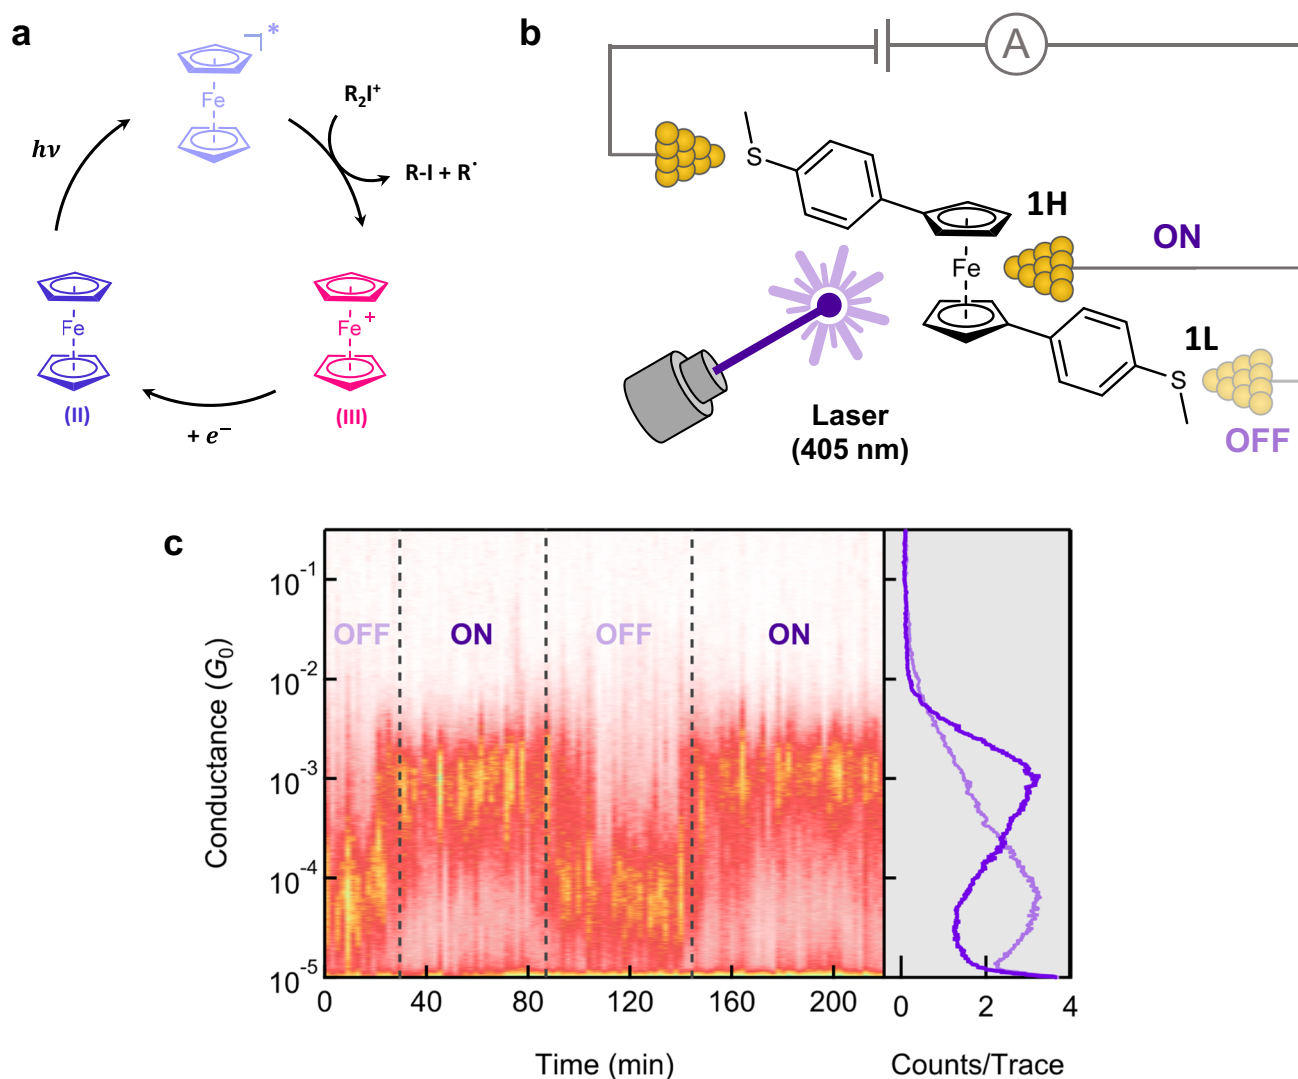 a
*
Fe
R₂I⁺
hν
R-I + R˙
Fe
Fe +
(II)
(III)
+ e⁻
b
A
S
1H
ON
Fe
1L
S
OFF
Laser
(405 nm)
c
10⁻¹
10⁻²
10⁻³
10⁻⁴
10⁻⁵
Conductance (G₀)
OFF
ON
OFF
ON
0 40 80 120 160 200
Time (min)
0 2 4
Counts/Trace